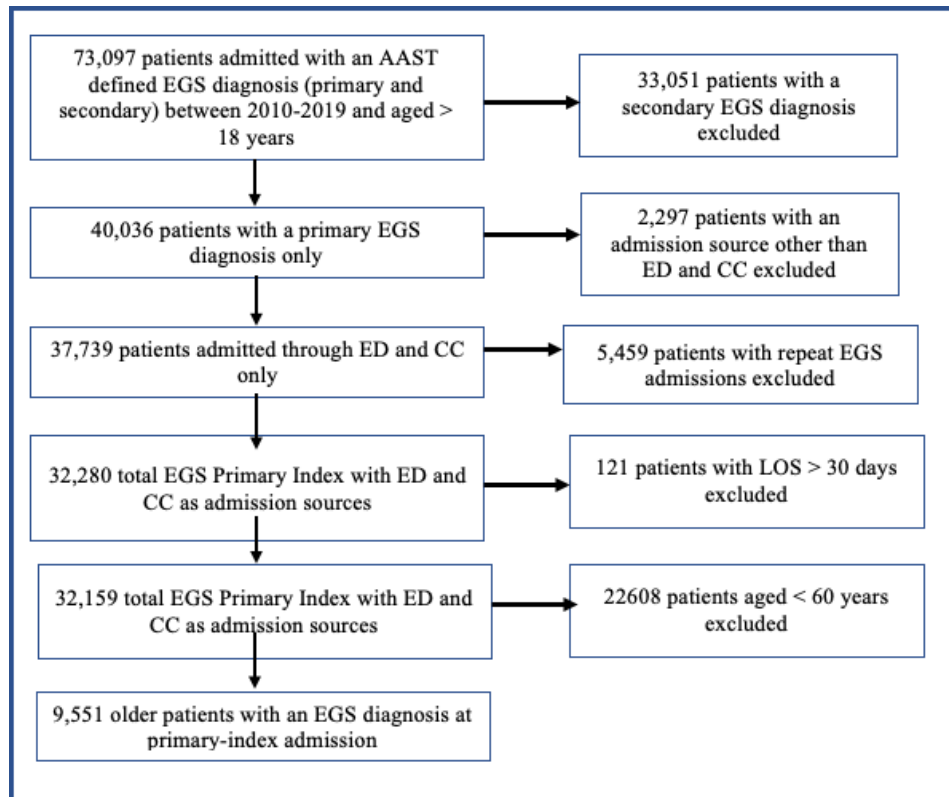 73,097 patients admitted with an AAST
defined EGS diagnosis (primary and
secondary) between 2010-2019 and aged >
18 years
33,051 patients with a
secondary EGS diagnosis
excluded
40,036 patients with a primary EGS
diagnosis only
2,297 patients with an
admission source other than
ED and CC excluded
37,739 patients admitted through ED and CC
only
5,459 patients with repeat EGS
admissions excluded
32,280 total EGS Primary Index with ED and
CC as admission sources
121 patients with LOS > 30 days
excluded
32,159 total EGS Primary Index with ED and
CC as admission sources
22608 patients aged < 60 years
excluded
9,551 older patients with an EGS diagnosis at
primary-index admission